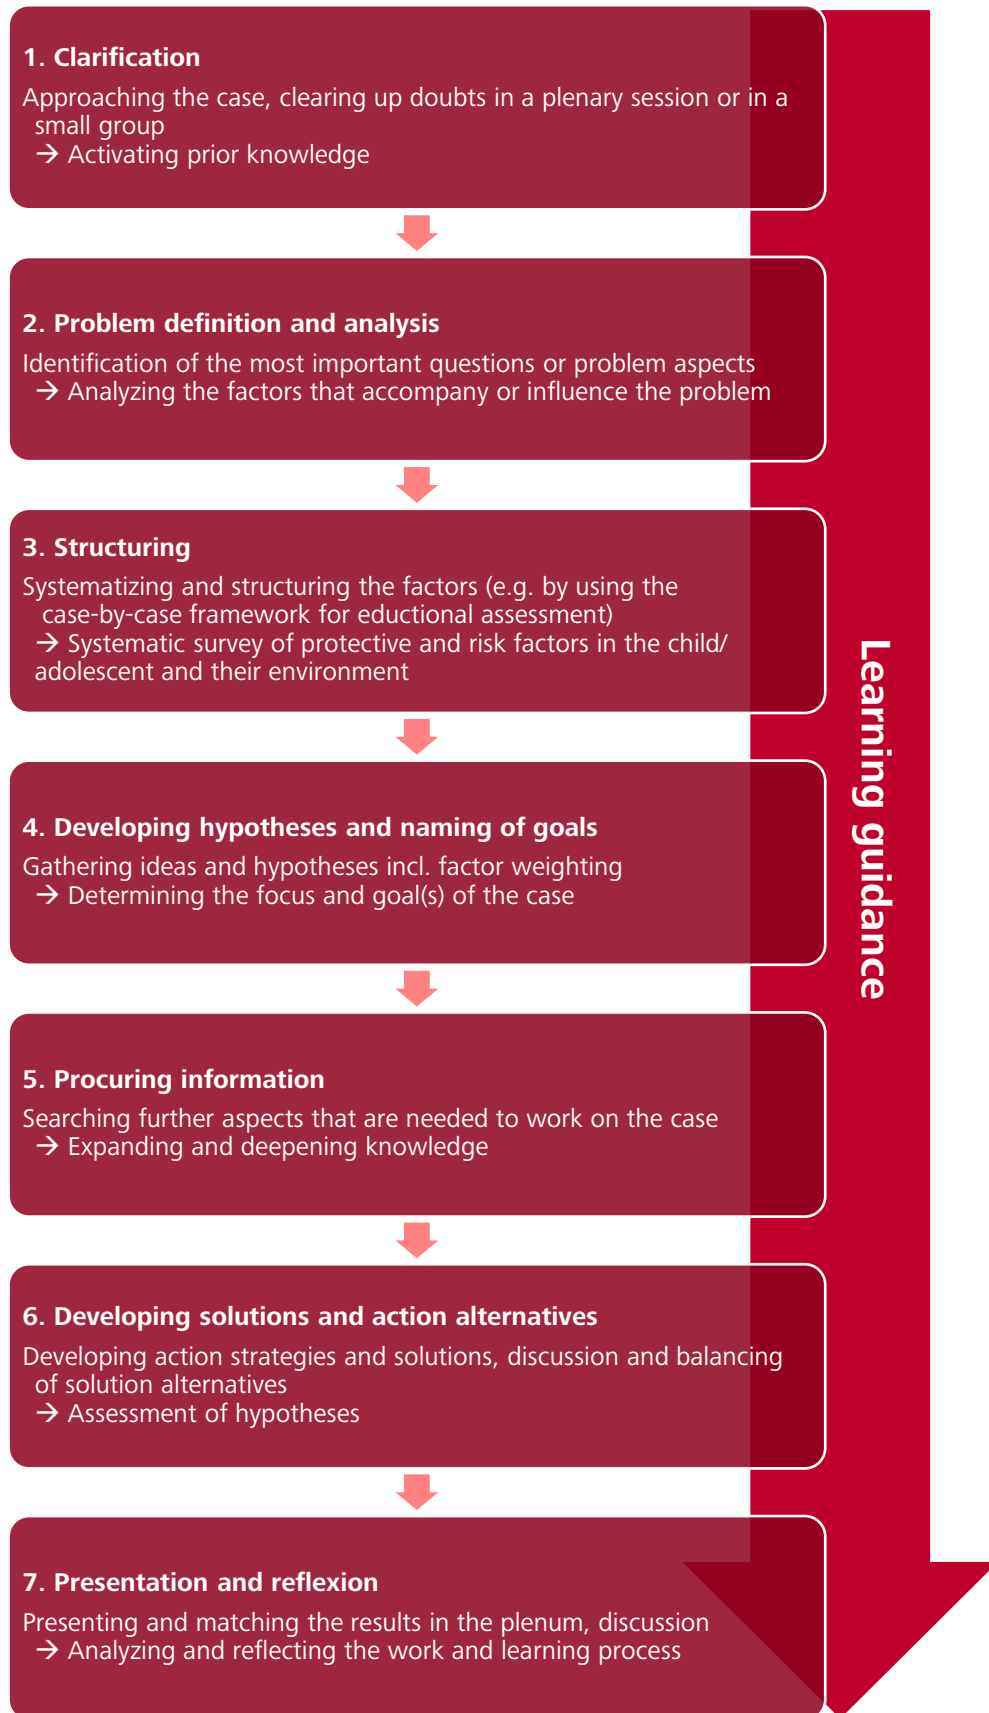 1. Clarification
Approaching the case, clearing up doubts in a plenary session or in a
small group
→ Activating prior knowledge
2. Problem definition and analysis
Identification of the most important questions or problem aspects
→ Analyzing the factors that accompany or influence the problem
3. Structuring
Systematizing and structuring the factors (e.g. by using the
case-by-case framework for eductional assessment)
→ Systematic survey of protective and risk factors in the child/
adolescent and their environment
4. Developing hypotheses and naming of goals
Gathering ideas and hypotheses incl. factor weighting
→ Determining the focus and goal(s) of the case
5. Procuring information
Searching further aspects that are needed to work on the case
→ Expanding and deepening knowledge
6. Developing solutions and action alternatives
Developing action strategies and solutions, discussion and balancing
of solution alternatives
→ Assessment of hypotheses
7. Presentation and reflexion
Presenting and matching the results in the plenum, discussion
→ Analyzing and reflecting the work and learning process
Learning guidance